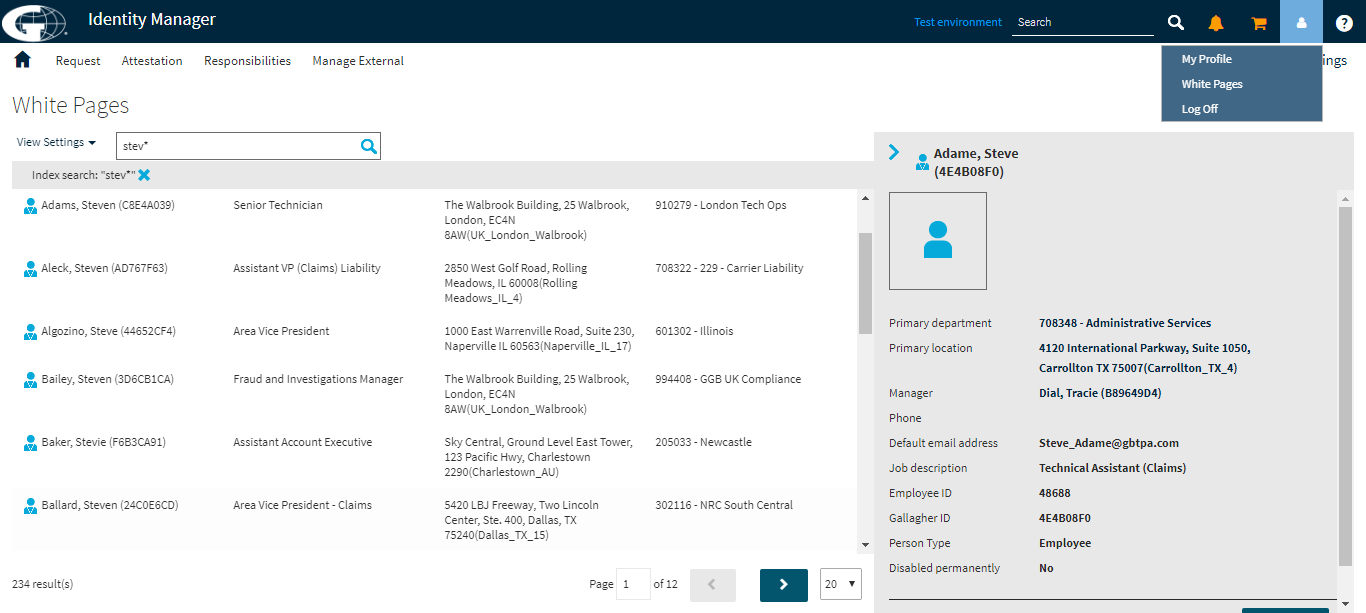 Identity Manager
Test environment
Search
Request
Attestation
Responsibilities
Manage External
ings
My Profile
White Pages
Log Off
White Pages
View Settings
stev*
Index search: "stev*"
Adams, Steven (C8E4A039)
Senior Technician
The Walbrook Building, 25 Walbrook,
London, EC4N
8AW(UK_London_Walbrook)
910279 - London Tech Ops
Aleck, Steven (AD767F63)
Assistant VP (Claims) Liability
2850 West Golf Road, Rolling
Meadows, IL 60008(Rolling
Meadows_IL_4)
708322 - 229 - Carrier Liability
Algozino, Steve (44652CF4)
Area Vice President
1000 East Warrenville Road, Suite 230,
Naperville IL 60563(Naperville_IL_17)
601302 - Illinois
Bailey, Steven (3D6CB1CA)
Fraud and Investigations Manager
The Walbrook Building, 25 Walbrook,
London, EC4N
8AW(UK_London_Walbrook)
994408 - GGB UK Compliance
Baker, Stevie (F6B3CA91)
Assistant Account Executive
Sky Central, Ground Level East Tower,
123 Pacific Hwy, Charlestown
2290(Charlestown_AU)
205033 - Newcastle
Ballard, Steven (24C0E6CD)
Area Vice President - Claims
5420 LBJ Freeway, Two Lincoln
Center, Ste. 400, Dallas, TX
75240(Dallas_TX_15)
302116 - NRC South Central
234 result(s)
Page 1 of 12
20
Adame, Steve
(4E4B08F0)
Primary department
708348 - Administrative Services
Primary location
4120 International Parkway, Suite 1050,
Carrollton TX 75007(Carrollton_TX_4)
Manager
Dial, Tracie (B89649D4)
Phone
Default email address
Steve_Adame@gbtpa.com
Job description
Technical Assistant (Claims)
Employee ID
48688
Gallagher ID
4E4B08F0
Person Type
Employee
Disabled permanently
No